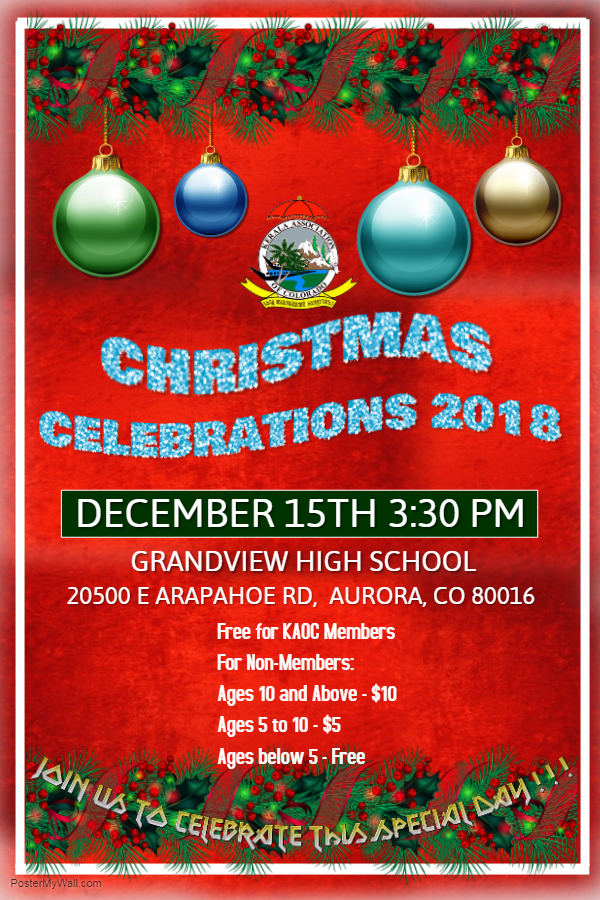 KERALA ASSOCIATION
OF COLORADO
CHRISTMAS
CELEBRATIONS 2018
DECEMBER 15TH 3:30 PM
GRANDVIEW HIGH SCHOOL
20500 E ARAPAHOE RD, AURORA, CO 80016
Free for KAOC Members
For Non-Members:
Ages 10 and Above - $10
Ages 5 to 10 - $5
Ages below 5 - Free
JOIN US TO CELEBRATE THIS SPECIAL DAY!!!
PosterMyWall.com